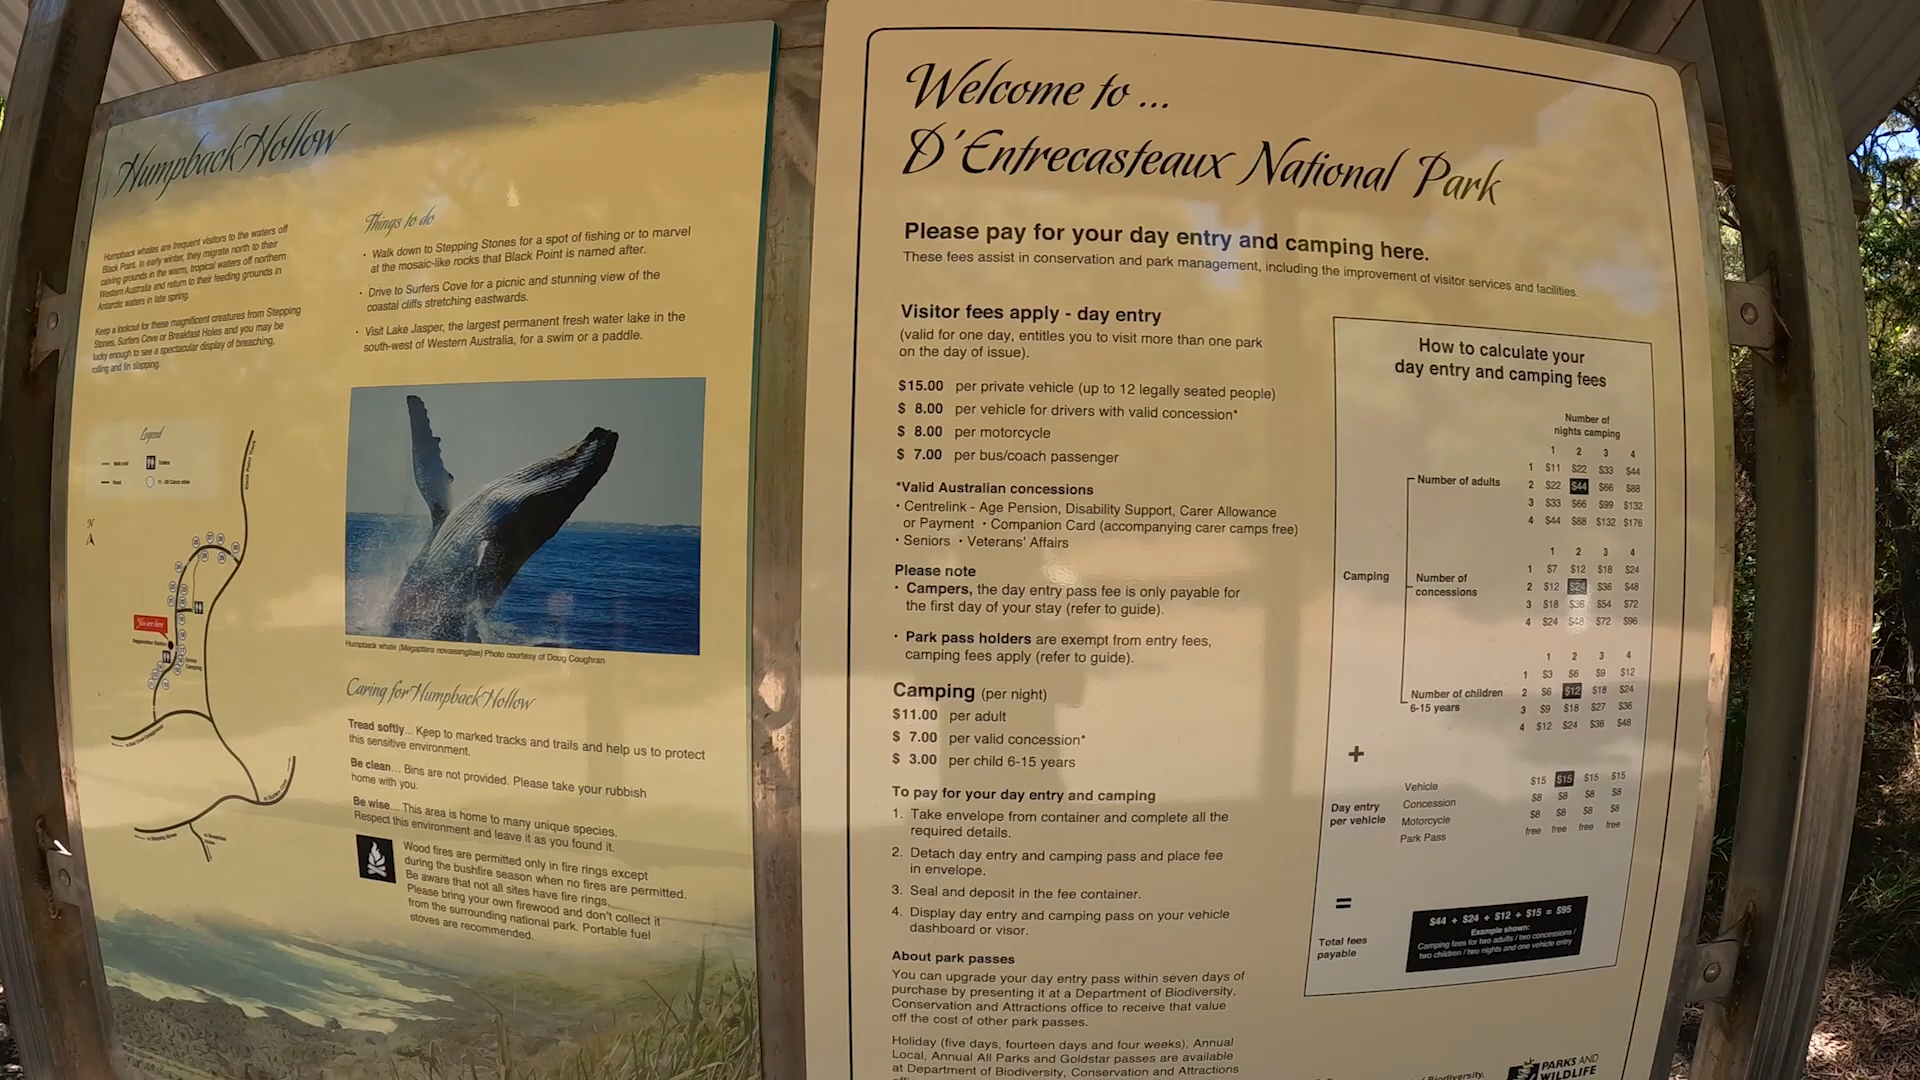 Humpback Hollow
Humpback whales are frequent visitors to the waters off
Black Point. In early winter, they migrate north to their
calving grounds in the warm, tropical waters off northern
Western Australia and return to their feeding grounds in
Antarctic waters in late spring.
Keep a lookout for these magnificent creatures from Stepping
Stones, Surfers Cove or Breakfast Holes and you may be
lucky enough to see a spectacular display of breaching,
rolling and fin slapping.
Legend
Walk trail
Toilets
Road
Camp sites
N
Black Point Track
You are here
Registration Station
Group
Camping
to Surfers Cove
to Stepping Stones
Things to do
• Walk down to Stepping Stones for a spot of fishing or to marvel
at the mosaic-like rocks that Black Point is named after.
• Drive to Surfers Cove for a picnic and stunning view of the
coastal cliffs stretching eastwards.
• Visit Lake Jasper, the largest permanent fresh water lake in the
south-west of Western Australia, for a swim or a paddle.
Humpback whale (Megaptera novaeangliae) Photo courtesy of Doug Coughran
Caring for Humpback Hollow
Tread softly... Keep to marked tracks and trails and help us to protect
this sensitive environment.
Be clean... Bins are not provided. Please take your rubbish
home with you.
Be wise... This area is home to many unique species.
Respect this environment and leave it as you found it.
Wood fires are permitted only in fire rings except
during the bushfire season when no fires are permitted.
Be aware that not all sites have fire rings.
Please bring your own firewood and don't collect it
from the surrounding national park. Portable fuel
stoves are recommended.
Welcome to ...
D'Entrecasteaux National Park
Please pay for your day entry and camping here.
These fees assist in conservation and park management, including the improvement of visitor services and facilities.
Visitor fees apply - day entry
(valid for one day, entitles you to visit more than one park
on the day of issue).
$15.00 per private vehicle (up to 12 legally seated people)
$ 8.00 per vehicle for drivers with valid concession*
$ 8.00 per motorcycle
$ 7.00 per bus/coach passenger
*Valid Australian concessions
• Centrelink - Age Pension, Disability Support, Carer Allowance
or Payment • Companion Card (accompanying carer camps free)
• Seniors • Veterans' Affairs
Please note
• Campers, the day entry pass fee is only payable for
the first day of your stay (refer to guide).
• Park pass holders are exempt from entry fees,
camping fees apply (refer to guide).
Camping (per night)
$11.00 per adult
$ 7.00 per valid concession*
$ 3.00 per child 6-15 years
To pay for your day entry and camping
1. Take envelope from container and complete all the
required details.
2. Detach day entry and camping pass and place fee
in envelope.
3. Seal and deposit in the fee container.
4. Display day entry and camping pass on your vehicle
dashboard or visor.
About park passes
You can upgrade your day entry pass within seven days of
purchase by presenting it at a Department of Biodiversity,
Conservation and Attractions office to receive that value
off the cost of other park passes.
Holiday (five days, fourteen days and four weeks), Annual
Local, Annual All Parks and Goldstar passes are available
at Department of Biodiversity, Conservation and Attractions
How to calculate your
day entry and camping fees
Number of
nights camping
1 2 3 4
1 $11 $22 $33 $44
Number of adults 2 $22 $44 $66 $88
3 $33 $66 $99 $132
4 $44 $88 $132 $176
1 2 3 4
1 $7 $12 $18 $24
Camping
Number of
concessions
2 $12 $24 $36 $48
3 $18 $36 $54 $72
4 $24 $48 $72 $96
1 2 3 4
1 $3 $6 $9 $12
Number of children
6-15 years
2 $6 $12 $18 $24
3 $9 $18 $27 $36
4 $12 $24 $36 $48
+
Day entry
per vehicle
Vehicle $15 $15 $15 $15
Concession $8 $8 $8 $8
Motorcycle $8 $8 $8 $8
Park Pass free free free free
=
Total fees
payable
$44 + $24 + $12 + $15 = $95
Example shown:
Camping fees for two adults / two concessions /
two children / two nights and one vehicle entry
Biodiversity,
PARKS AND
WILDLIFE